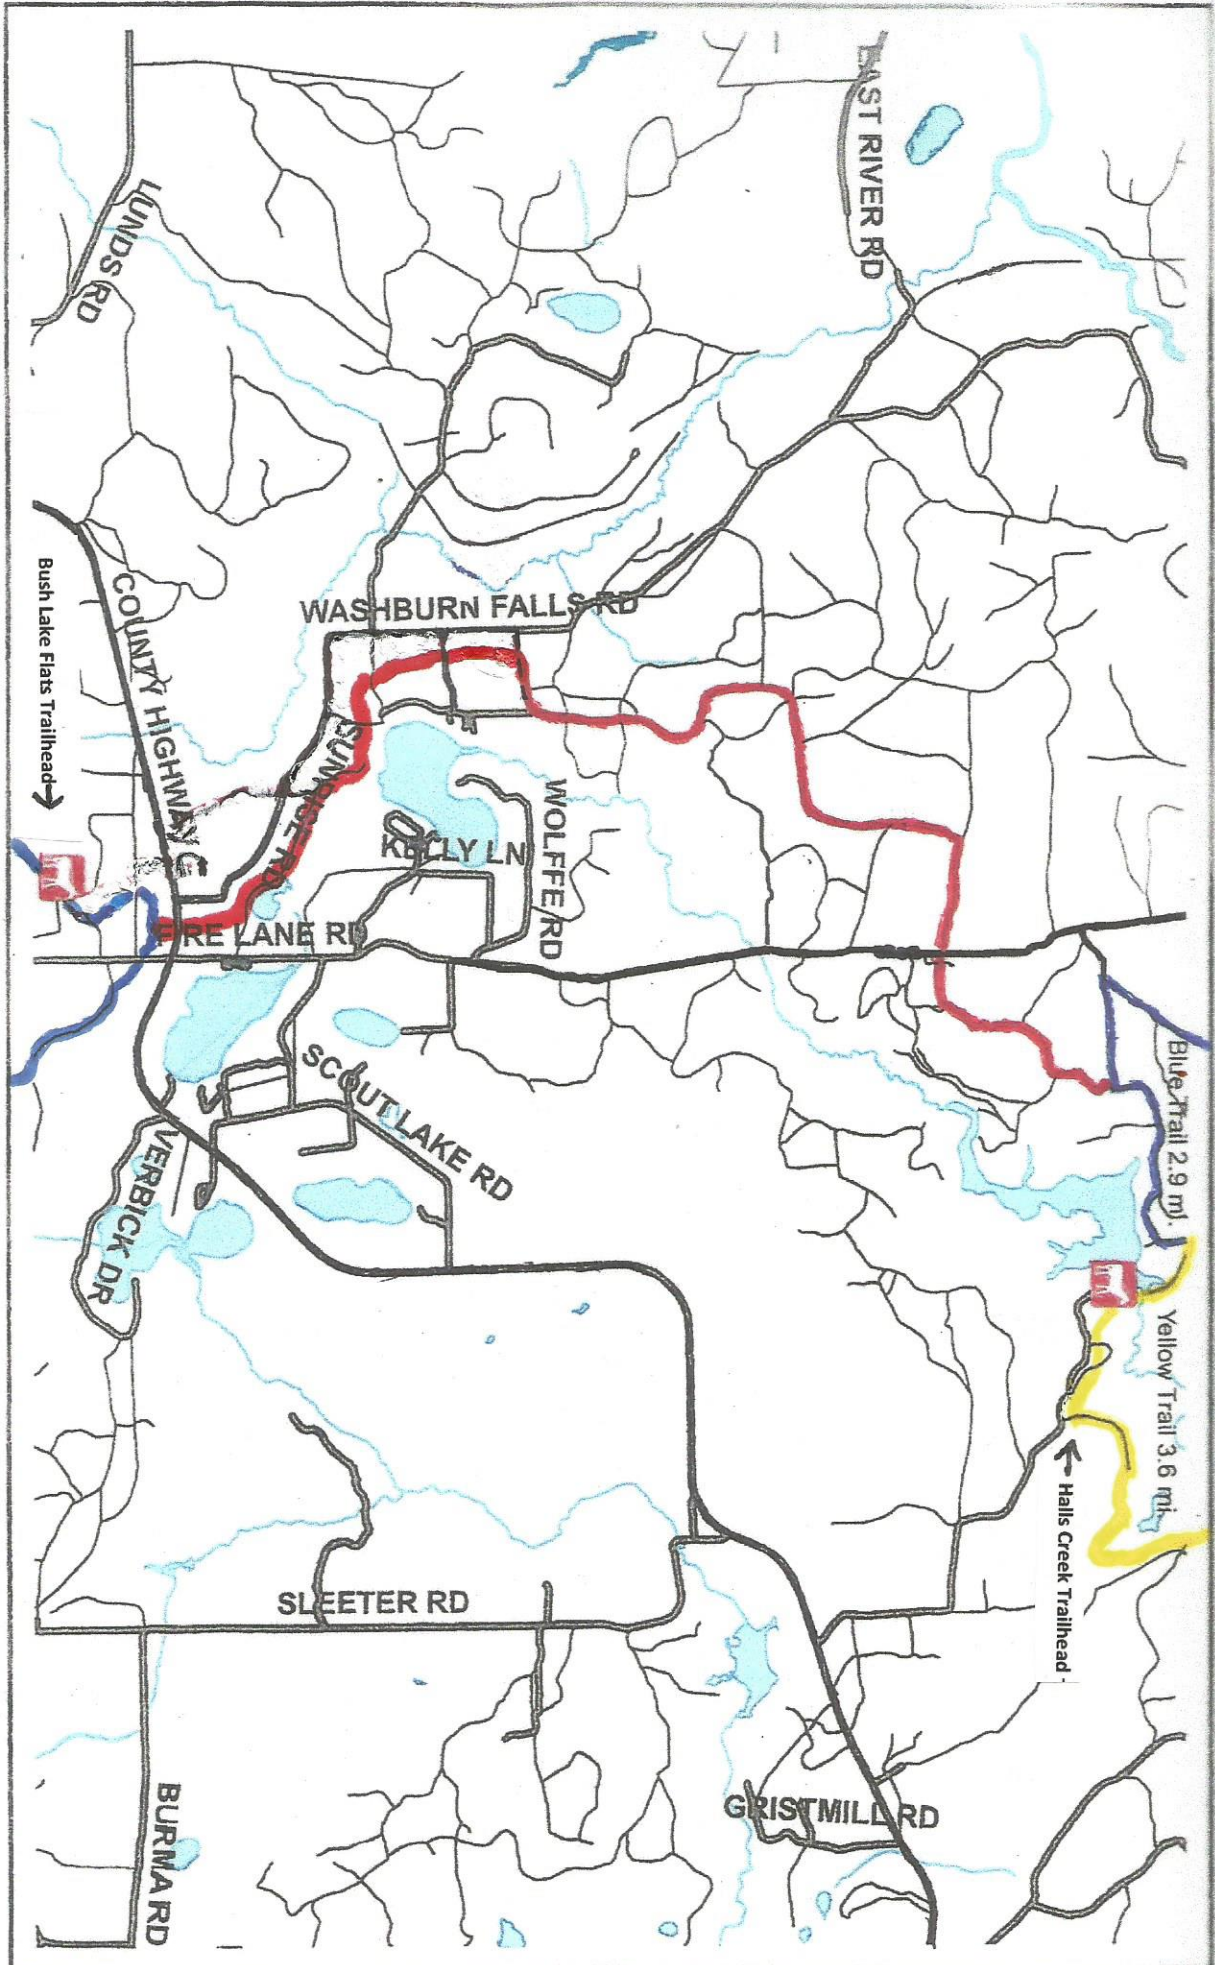 EAST RIVER RD
LUNDS RD
WASHBURN FALLS RD
COUNTY HIGHWAY G
Bush Lake Flats Trailhead
SUNRISE RD
KELLY LN
WOLFFE RD
FIRE LANE RD
SCOUT LAKE RD
VERBICK DR
Blue Trail 2.9 mi.
Yellow Trail 3.6 mi.
Halls Creek Trailhead -
SLEETER RD
GRISTMILL RD
BURMA RD